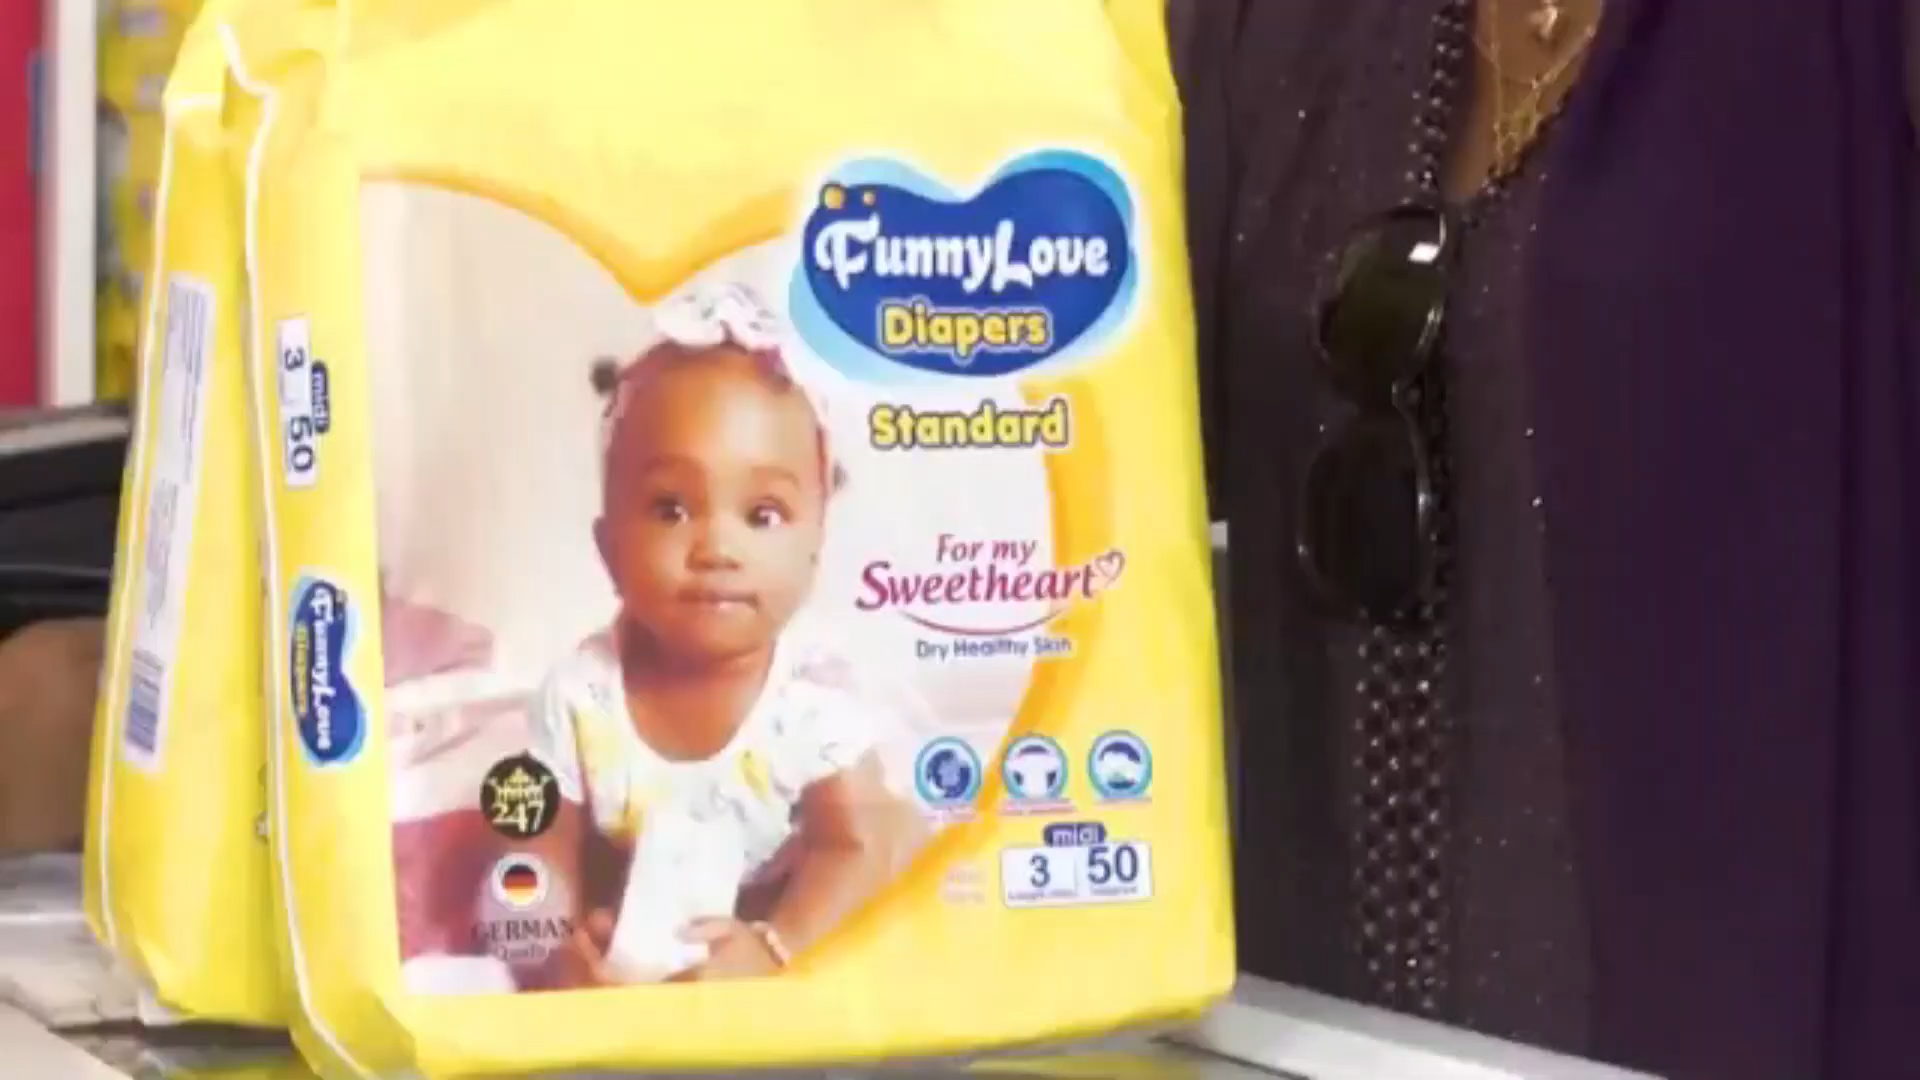 FunnyLove
Diapers
Standard
For my
Sweetheart
Dry Healthy Skin
247
GERMAN
midi
3 50
3 50
midi
FunnyLove
Diapers